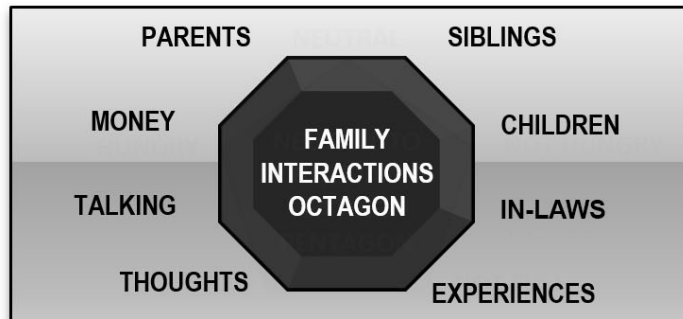 PARENTS
SIBLINGS
MONEY
CHILDREN
FAMILY
INTERACTIONS
OCTAGON
TALKING
IN-LAWS
THOUGHTS
EXPERIENCES